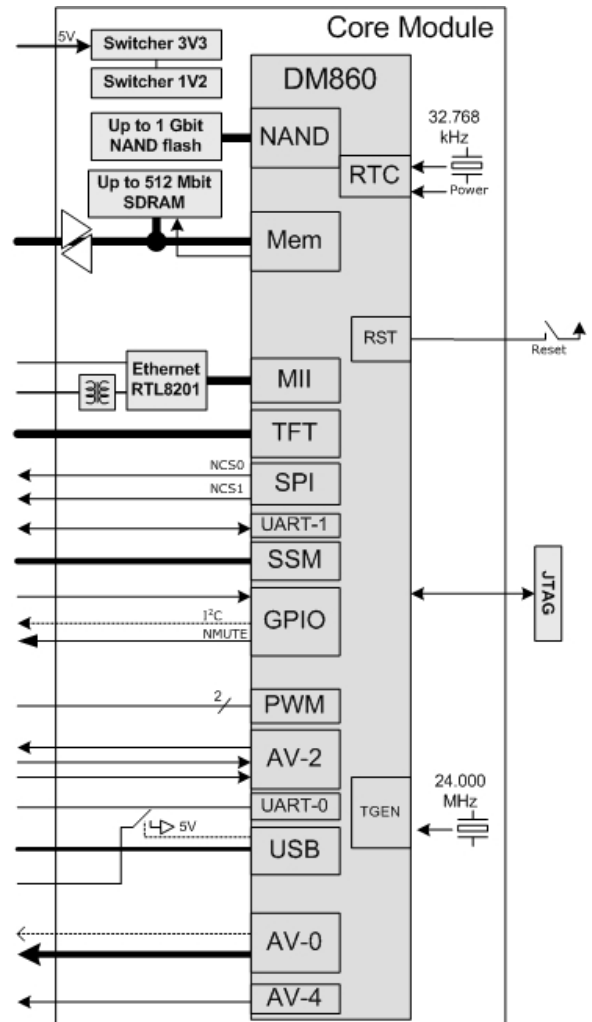 Core Module
5V
Switcher 3V3
Switcher 1V2
DM860
Up to 1 Gbit
NAND flash
NAND
32.768
kHz
RTC
Power
Up to 512 Mbit
SDRAM
Mem
RST
Reset
Ethernet
RTL8201
MII
TFT
NCS0
NCS1
SPI
UART-1
SSM
JTAG
I²C
NMUTE
GPIO
2
PWM
AV-2
24.000
MHz
TGEN
UART-0
5V
USB
AV-0
AV-4